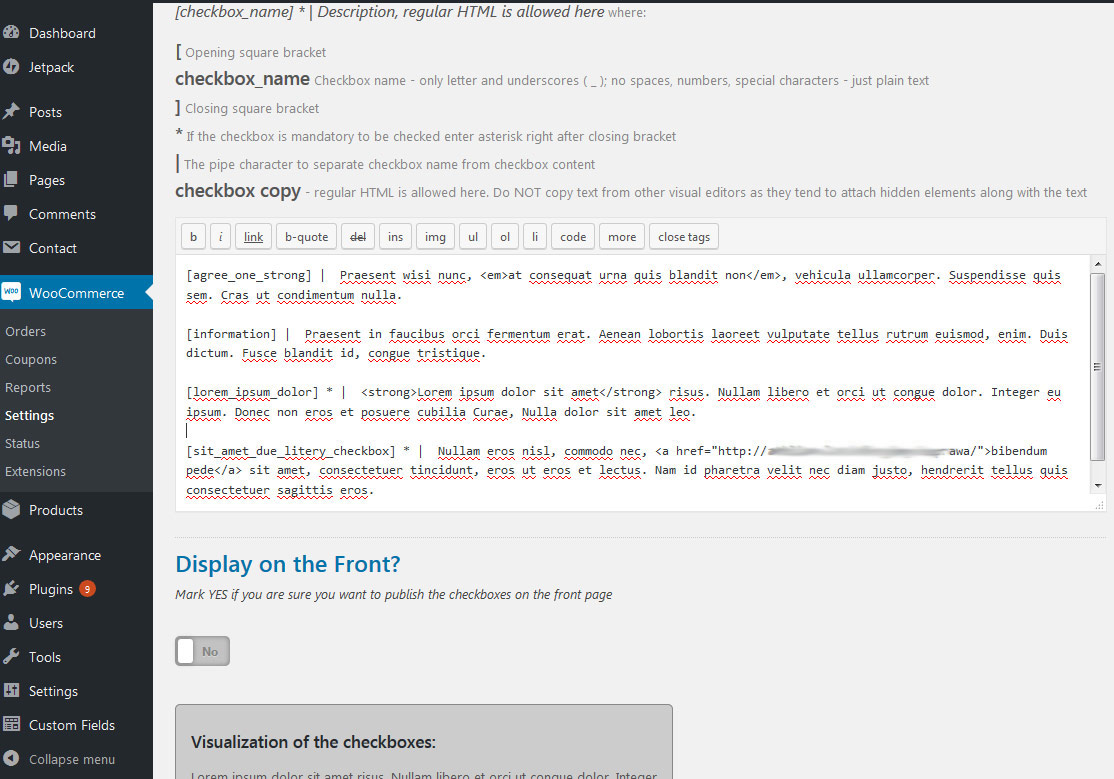 Dashboard
Jetpack
Posts
Media
Pages
Comments
Contact
WooCommerce
Orders
Coupons
Reports
Settings
Status
Extensions
Products
Appearance
Plugins 9
Users
Tools
Settings
Custom Fields
Collapse menu
[checkbox_name] * | Description, regular HTML is allowed here where:
[ Opening square bracket
checkbox_name Checkbox name - only letter and underscores ( _ ); no spaces, numbers, special characters - just plain text
] Closing square bracket
* If the checkbox is mandatory to be checked enter asterisk right after closing bracket
| The pipe character to separate checkbox name from checkbox content
checkbox copy - regular HTML is allowed here. Do NOT copy text from other visual editors as they tend to attach hidden elements along with the text
b i link b-quote del ins img ul ol li code more close tags
[agree_one_strong] | Praesent wisi nunc, <em>at consequat urna quis blandit non</em>, vehicula ullamcorper. Suspendisse quis
sem. Cras ut condimentum nulla.
[information] | Praesent in faucibus orci fermentum erat. Aenean lobortis laoreet vulputate tellus rutrum euismod, enim. Duis
dictum. Fusce blandit id, congue tristique.
[lorem_ipsum_dolor] * | <strong>Lorem ipsum dolor sit amet</strong> risus. Nullam libero et orci ut congue dolor. Integer eu
ipsum. Donec non eros et posuere cubilia Curae, Nulla dolor sit amet leo.
[sit_amet_due_litery_checkbox] * | Nullam eros nisl, commodo nec, <a href="http:// awa/">bibendum
pede</a> sit amet, consectetuer tincidunt, eros ut eros et lectus. Nam id pharetra velit nec diam justo, hendrerit tellus quis
consectetuer sagittis eros.
Display on the Front?
Mark YES if you are sure you want to publish the checkboxes on the front page
No
Visualization of the checkboxes:
Lorem ipsum dolor sit amet risus. Nullam libero et orci ut congue dolor. Integer